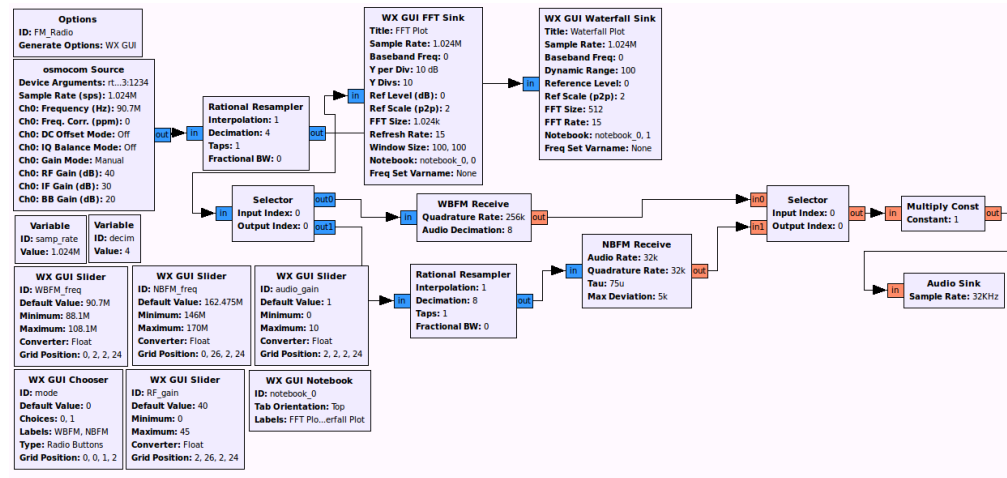 Options
ID: FM_Radio
Generate Options: WX GUI
osmocom Source
Device Arguments: rt...3:1234
Sample Rate (sps): 1.024M
Ch0: Frequency (Hz): 90.7M
Ch0: Freq. Corr. (ppm): 0
Ch0: DC Offset Mode: Off
Ch0: IQ Balance Mode: Off
Ch0: Gain Mode: Manual
Ch0: RF Gain (dB): 40
Ch0: IF Gain (dB): 30
Ch0: BB Gain (dB): 20
out
in
Rational Resampler
Interpolation: 1
Decimation: 4
Taps: 1
Fractional BW: 0
out
in
WX GUI FFT Sink
Title: FFT Plot
Sample Rate: 1.024M
Baseband Freq: 0
Y per Div: 10 dB
Y Divs: 10
Ref Level (dB): 0
Ref Scale (p2p): 2
FFT Size: 1.024k
Refresh Rate: 15
Window Size: 100, 100
Notebook: notebook_0, 0
Freq Set Varname: None
in
WX GUI Waterfall Sink
Title: Waterfall Plot
Sample Rate: 1.024M
Baseband Freq: 0
Dynamic Range: 100
Reference Level: 0
Ref Scale (p2p): 2
FFT Size: 512
FFT Rate: 15
Notebook: notebook_0, 1
Freq Set Varname: None
in
Selector
Input Index: 0
Output Index: 0
out0
out1
in
WBFM Receive
Quadrature Rate: 256k
Audio Decimation: 8
out
in0
in1
Selector
Input Index: 0
Output Index: 0
out
in
Multiply Const
Constant: 1
out
in
Rational Resampler
Interpolation: 1
Decimation: 8
Taps: 1
Fractional BW: 0
out
in
NBFM Receive
Audio Rate: 32k
Quadrature Rate: 32k
Tau: 75u
Max Deviation: 5k
out
in
Audio Sink
Sample Rate: 32KHz
Variable
ID: samp_rate
Value: 1.024M
Variable
ID: decim
Value: 4
WX GUI Slider
ID: WBFM_freq
Default Value: 90.7M
Minimum: 88.1M
Maximum: 108.1M
Converter: Float
Grid Position: 0, 2, 2, 24
WX GUI Slider
ID: NBFM_freq
Default Value: 162.475M
Minimum: 146M
Maximum: 170M
Converter: Float
Grid Position: 0, 26, 2, 24
WX GUI Slider
ID: audio_gain
Default Value: 1
Minimum: 0
Maximum: 10
Converter: Float
Grid Position: 2, 2, 2, 24
WX GUI Chooser
ID: mode
Default Value: 0
Choices: 0, 1
Labels: WBFM, NBFM
Type: Radio Buttons
Grid Position: 0, 0, 1, 2
WX GUI Slider
ID: RF_gain
Default Value: 40
Minimum: 0
Maximum: 45
Converter: Float
Grid Position: 2, 26, 2, 24
WX GUI Notebook
ID: notebook_0
Tab Orientation: Top
Labels: FFT Plo...erfall Plot